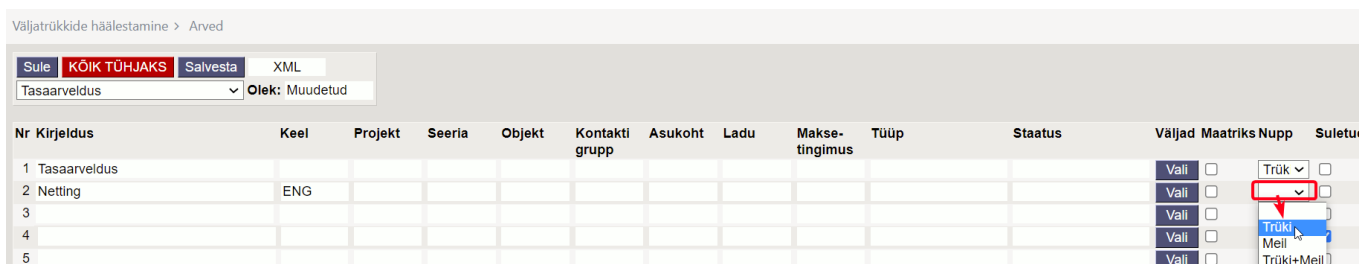 Väljatrükkide häälestamine > Arved
Sule KÕIK TÜHJAKS Salvesta XML
Tasaarveldus Olek: Muudetud
Nr Kirjeldus Keel Projekt Seeria Objekt Kontakti grupp Asukoht Ladu Makse-tingimus Tüüp Staatus Väljad Maatriks Nupp Suletud
1 Tasaarveldus Vali Trük
2 Netting ENG Vali
3 Vali
4 Vali Trüki
Meil
5 Vali Trüki+Meil